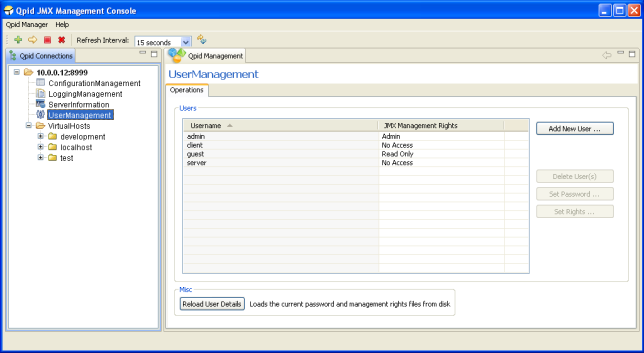 Qpid JMX Management Console
Qpid Manager Help
Refresh Interval: 15 seconds
Qpid Connections
Qpid Management
10.0.0.12:8999
ConfigurationManagement
LoggingManagement
ServerInformation
UserManagement
VirtualHosts
development
localhost
test
UserManagement
Operations
Users
Username JMX Management Rights
admin Admin
client No Access
guest Read Only
server No Access
Add New User ...
Delete User(s)
Set Password ...
Set Rights ...
Misc
Reload User Details Loads the current password and management rights files from disk